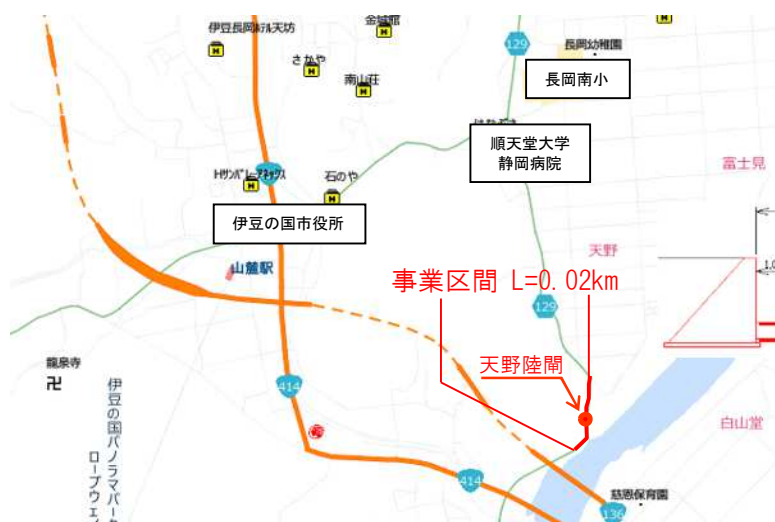 金城館
伊豆長岡ホテル天坊
129
長岡幼稚園
さかや
長岡南小
南山荘
順天堂大学
静岡病院
富士見
石のや
伊豆の国市役所
天野
山麓駅
事業区間 L=0.02km
129
龍泉寺
天野陸閘
414
白山堂
伊豆の国パノラマパーク
ロープウェイ
414
慈恩保育園
136